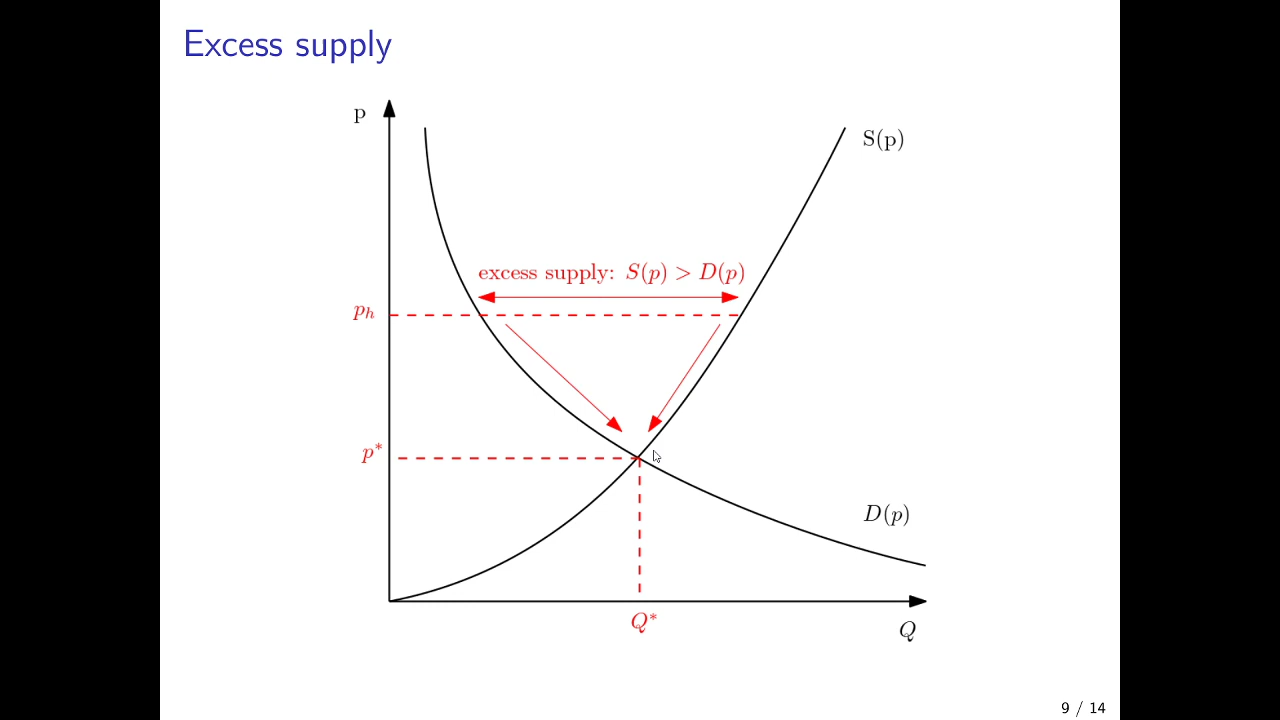 Excess supply
p
S(p)
excess supply: S(p) > D(p)
pₕ
p*
D(p)
Q*
Q
9 / 14